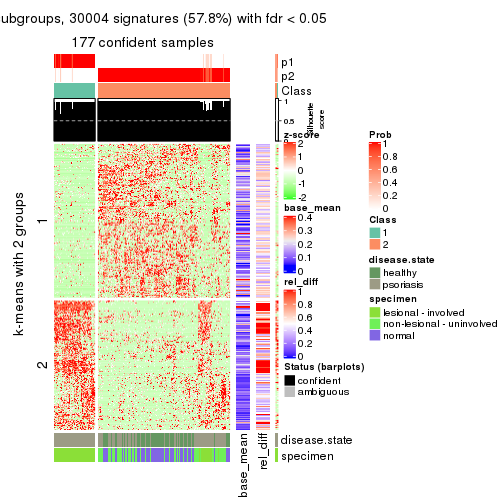 ubgroups, 30004 signatures (57.8%) with fdr < 0.05
177 confident samples
p1
p2
Class
1
0.5
0
Silhouette
score
k-means with 2 groups
1
2
base_mean
rel_diff
disease.state
specimen
z-score
2
1
0
-1
-2
base_mean
0.4
0.3
0.2
0.1
0
rel_diff
1
0.8
0.6
0.4
0.2
0
Status (barplots)
confident
ambiguous
Prob
1
0.8
0.6
0.4
0.2
0
Class
1
2
disease.state
healthy
psoriasis
specimen
lesional - involved
non-lesional - uninvolved
normal